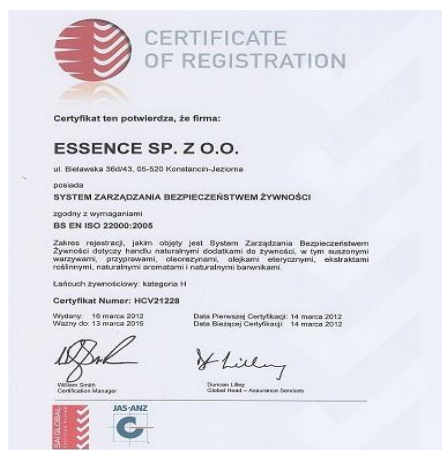 CERTIFICATE
OF REGISTRATION
Certyfikat ten potwierdza, że firma:
ESSENCE SP. Z O.O.
ul. Bielawska 36d/43, 05-520 Konstancin-Jeziorna
posiada
SYSTEM ZARZĄDZANIA BEZPIECZEŃSTWEM ŻYWNOŚCI
zgodny z wymaganiami
BS EN ISO 22000:2005
Zakres rejestracji, jakim objęty jest System Zarządzania Bezpieczeństwem
Żywności dotyczy handlu naturalnymi dodatkami do żywności, w tym suszonymi
warzywami, przyprawami, oleorezynami, olejkami eterycznymi, ekstraktami
roślinnymi, naturalnymi aromatami i naturalnymi barwnikami.
Łańcuch żywnościowy: kategoria H
Certyfikat Numer: HCV21228
Wydany: 16 marca 2012 Data Pierwszej Certyfikacji: 14 marca 2012
Ważny do: 13 marca 2015 Data Bieżącej Certyfikacji: 14 marca 2012
William Smith Duncan Lilley
Certification Manager Global Head – Assurance Services
SAI GLOBAL
JAS-ANZ